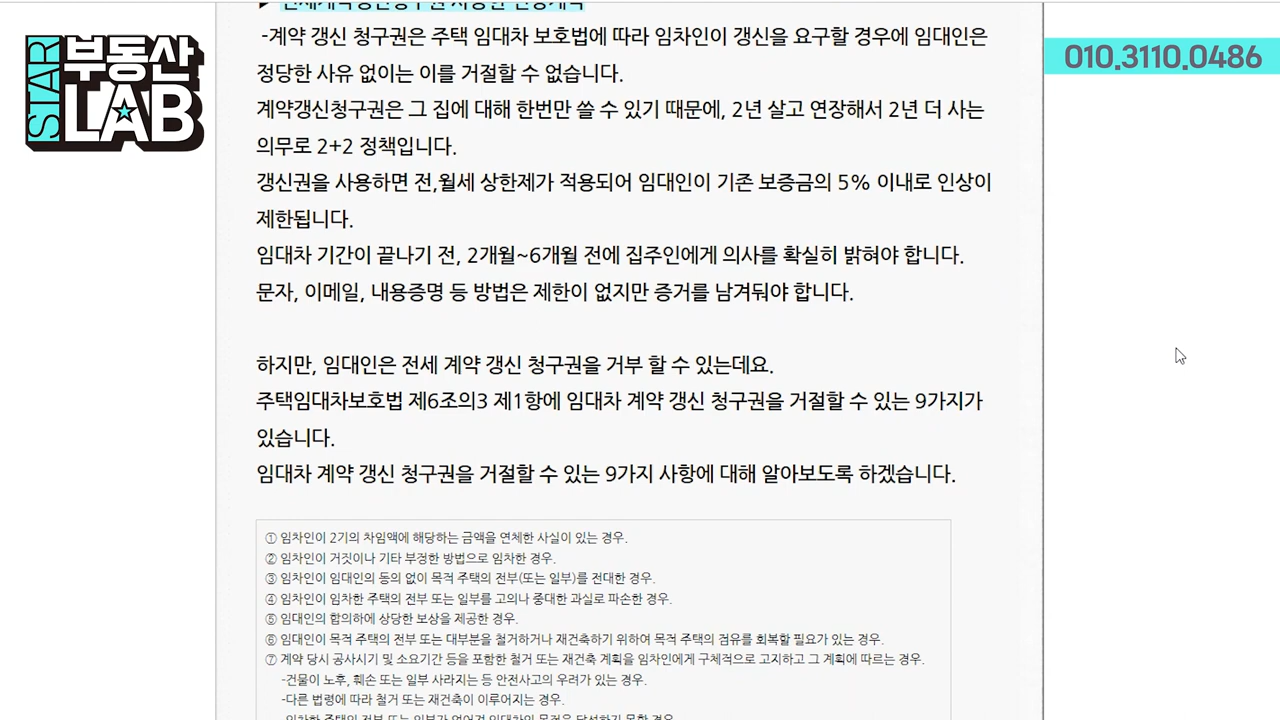 STAR
부동산
LAB
010.3110.0486
-계약 갱신 청구권은 주택 임대차 보호법에 따라 임차인이 갱신을 요구할 경우에 임대인은
정당한 사유 없이는 이를 거절할 수 없습니다.
계약갱신청구권은 그 집에 대해 한번만 쓸 수 있기 때문에, 2년 살고 연장해서 2년 더 사는
의무로 2+2 정책입니다.
갱신권을 사용하면 전,월세 상한제가 적용되어 임대인이 기존 보증금의 5% 이내로 인상이
제한됩니다.
임대차 기간이 끝나기 전, 2개월~6개월 전에 집주인에게 의사를 확실히 밝혀야 합니다.
문자, 이메일, 내용증명 등 방법은 제한이 없지만 증거를 남겨둬야 합니다.
하지만, 임대인은 전세 계약 갱신 청구권을 거부 할 수 있는데요.
주택임대차보호법 제6조의3 제1항에 임대차 계약 갱신 청구권을 거절할 수 있는 9가지가
있습니다.
임대차 계약 갱신 청구권을 거절할 수 있는 9가지 사항에 대해 알아보도록 하겠습니다.
① 임차인이 2기의 차임액에 해당하는 금액을 연체한 사실이 있는 경우.
② 임차인이 거짓이나 기타 부정한 방법으로 임차한 경우.
③ 임차인이 임대인의 동의 없이 목적 주택의 전부(또는 일부)를 전대한 경우.
④ 임차인이 임차한 주택의 전부 또는 일부를 고의나 중대한 과실로 파손한 경우.
⑤ 임대인의 합의하에 상당한 보상을 제공한 경우.
⑥ 임대인이 목적 주택의 전부 또는 대부분을 철거하거나 재건축하기 위하여 목적 주택의 점유를 회복할 필요가 있는 경우.
⑦ 계약 당시 공사시기 및 소요기간 등을 포함한 철거 또는 재건축 계획을 임차인에게 구체적으로 고지하고 그 계획에 따르는 경우.
-건물이 노후, 훼손 또는 일부 사라지는 등 안전사고의 우려가 있는 경우.
-다른 법령에 따라 철거 또는 재건축이 이루어지는 경우.